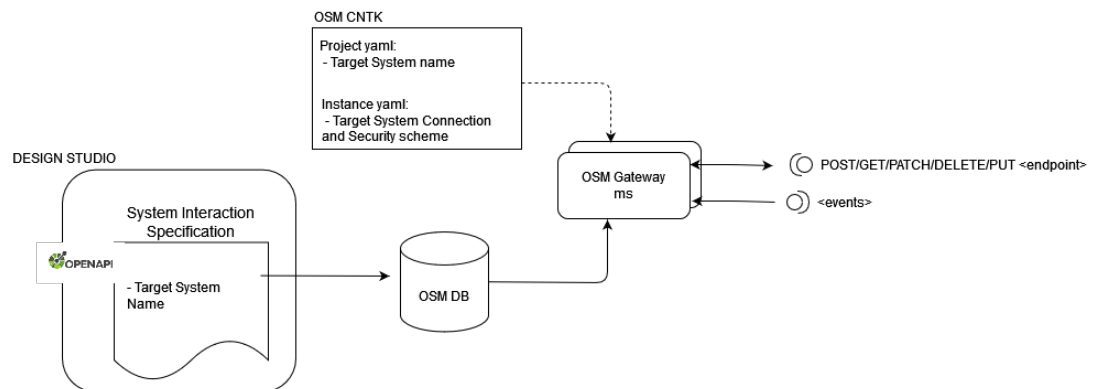 OSM CNTK
Project yaml:
- Target System name
Instance yaml:
- Target System Connection
and Security scheme
DESIGN STUDIO
System Interaction
Specification
OPENAPI
- Target System
Name
OSM DB
OSM Gateway
ms
POST/GET/PATCH/DELETE/PUT <endpoint>
<events>